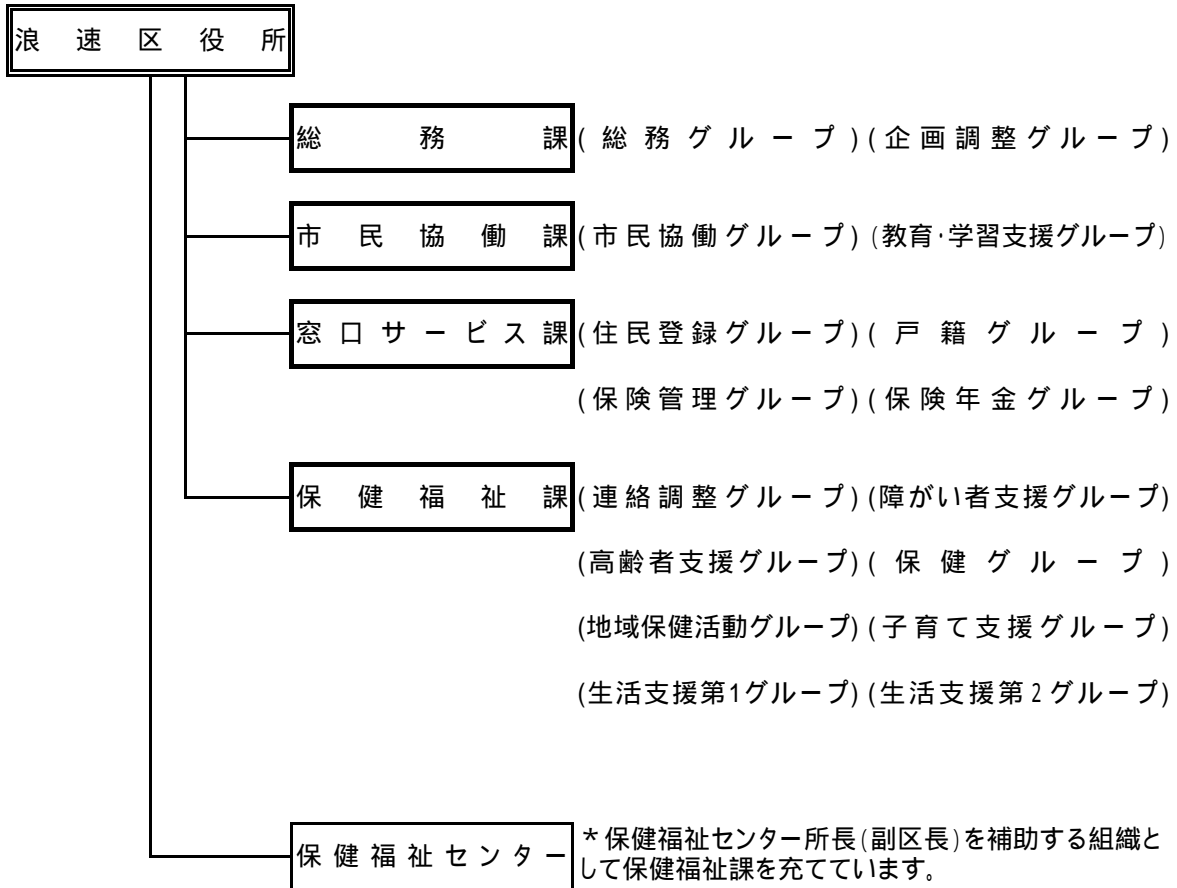 浪速区役所
総務課(総務グループ)(企画調整グループ)
市民協働課(市民協働グループ)(教育・学習支援グループ)
窓口サービス課(住民登録グループ)(戸籍グループ)
(保険管理グループ)(保険年金グループ)
保健福祉課(連絡調整グループ)(障がい者支援グループ)
(高齢者支援グループ)(保健グループ)
(地域保健活動グループ)(子育て支援グループ)
(生活支援第1グループ)(生活支援第2グループ)
保健福祉センター
*保健福祉センター所長(副区長)を補助する組織と
して保健福祉課を充てています。